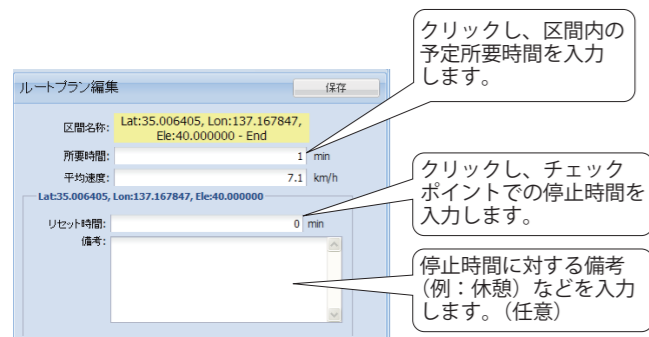 クリックし、区間内の
予定所要時間を入力
します。
ルートプラン編集
保存
区間名称:
Lat:35.006405, Lon:137.167847,
Ele:40.000000 - End
所要時間: 1 min
平均速度: 7.1 km/h
Lat:35.006405, Lon:137.167847, Ele:40.000000
クリックし、チェック
ポイントでの停止時間を
入力します。
リセット時間: 0 min
備考:
停止時間に対する備考
（例：休憩）などを入力
します。（任意）